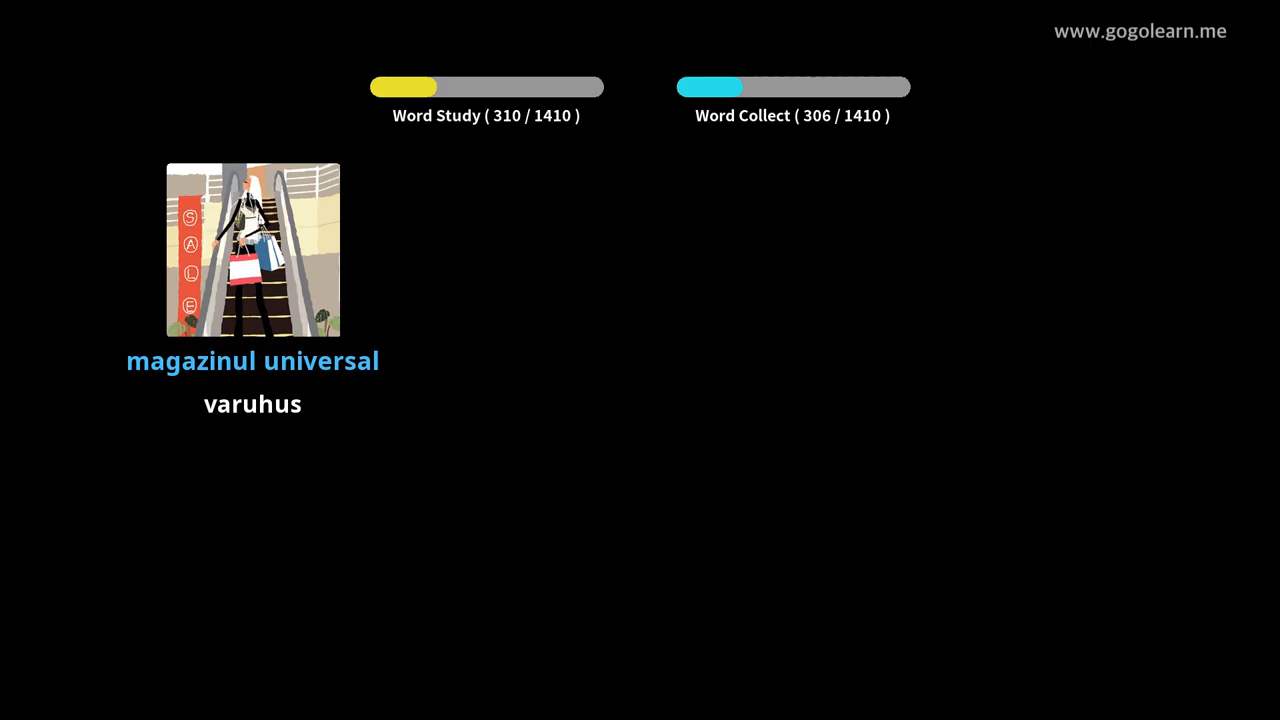 www.gogolearn.me
Word Study ( 310 / 1410 )
Word Collect ( 306 / 1410 )
SALE
magazinul universal
varuhus